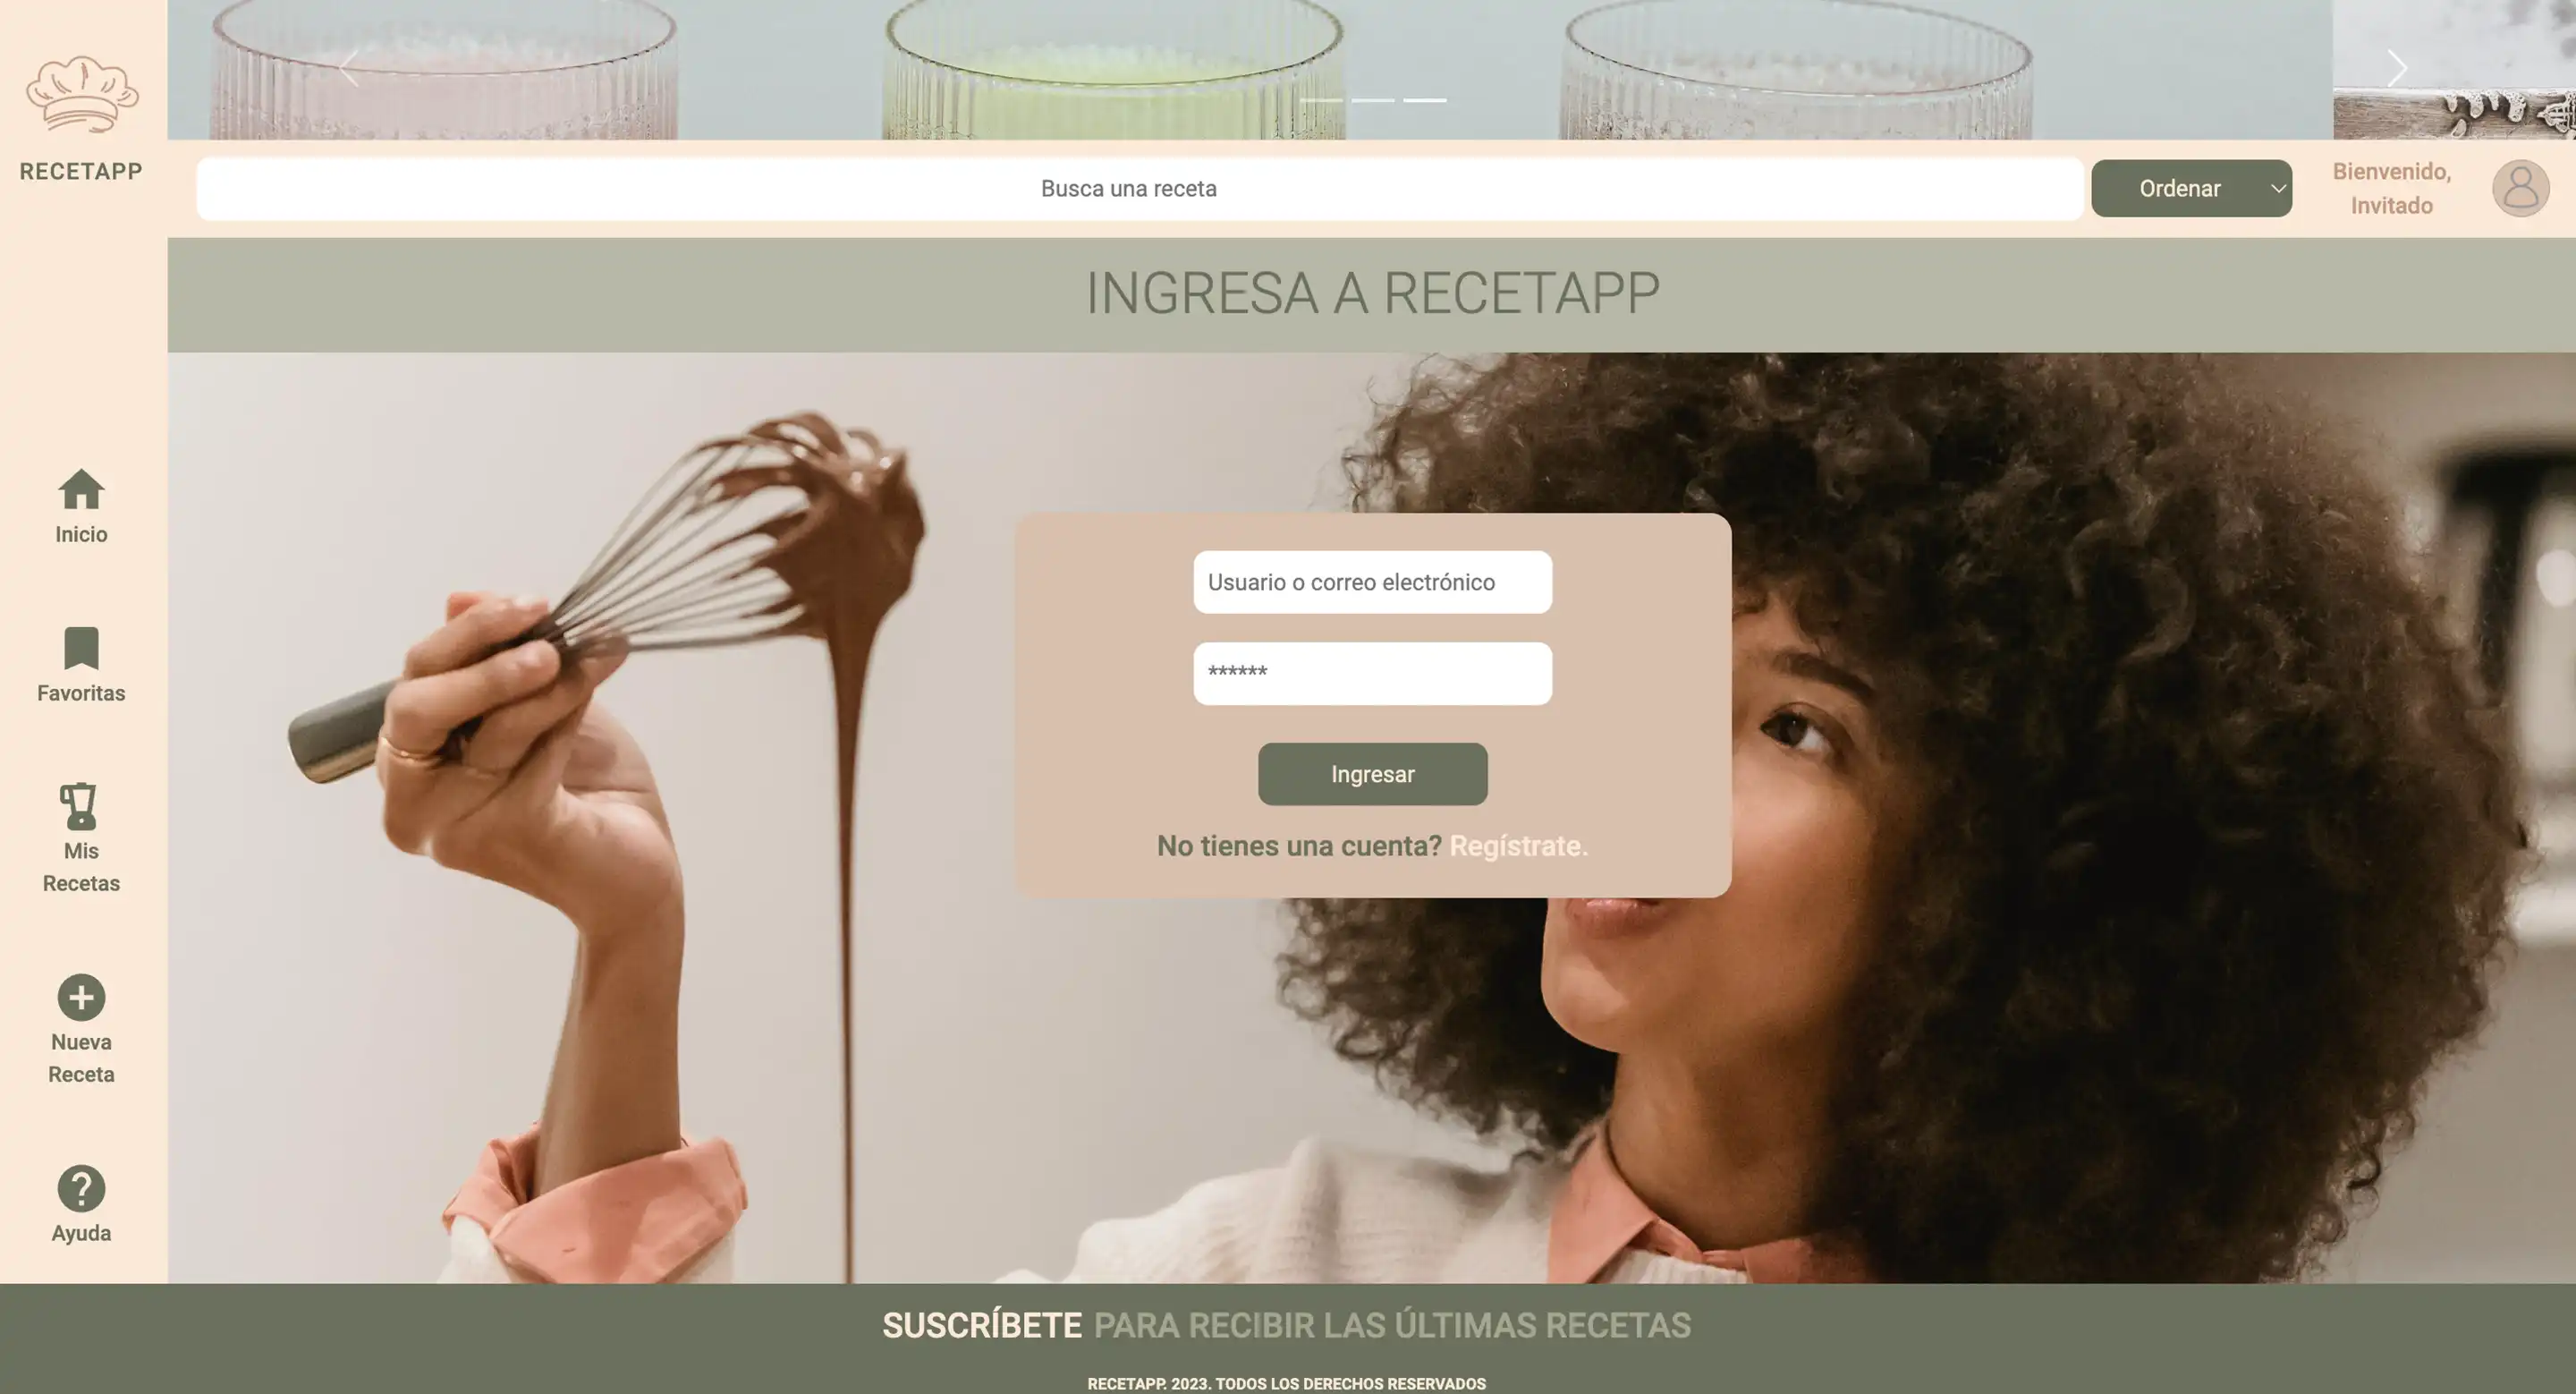 RECETAPP
Busca una receta
Ordenar
Bienvenido,
Invitado
INGRESA A RECETAPP
Inicio
Favoritas
Mis
Recetas
Nueva
Receta
Ayuda
Usuario o correo electrónico
******
Ingresar
No tienes una cuenta? Regístrate.
SUSCRÍBETE PARA RECIBIR LAS ÚLTIMAS RECETAS
RECETAPP. 2023. TODOS LOS DERECHOS RESERVADOS